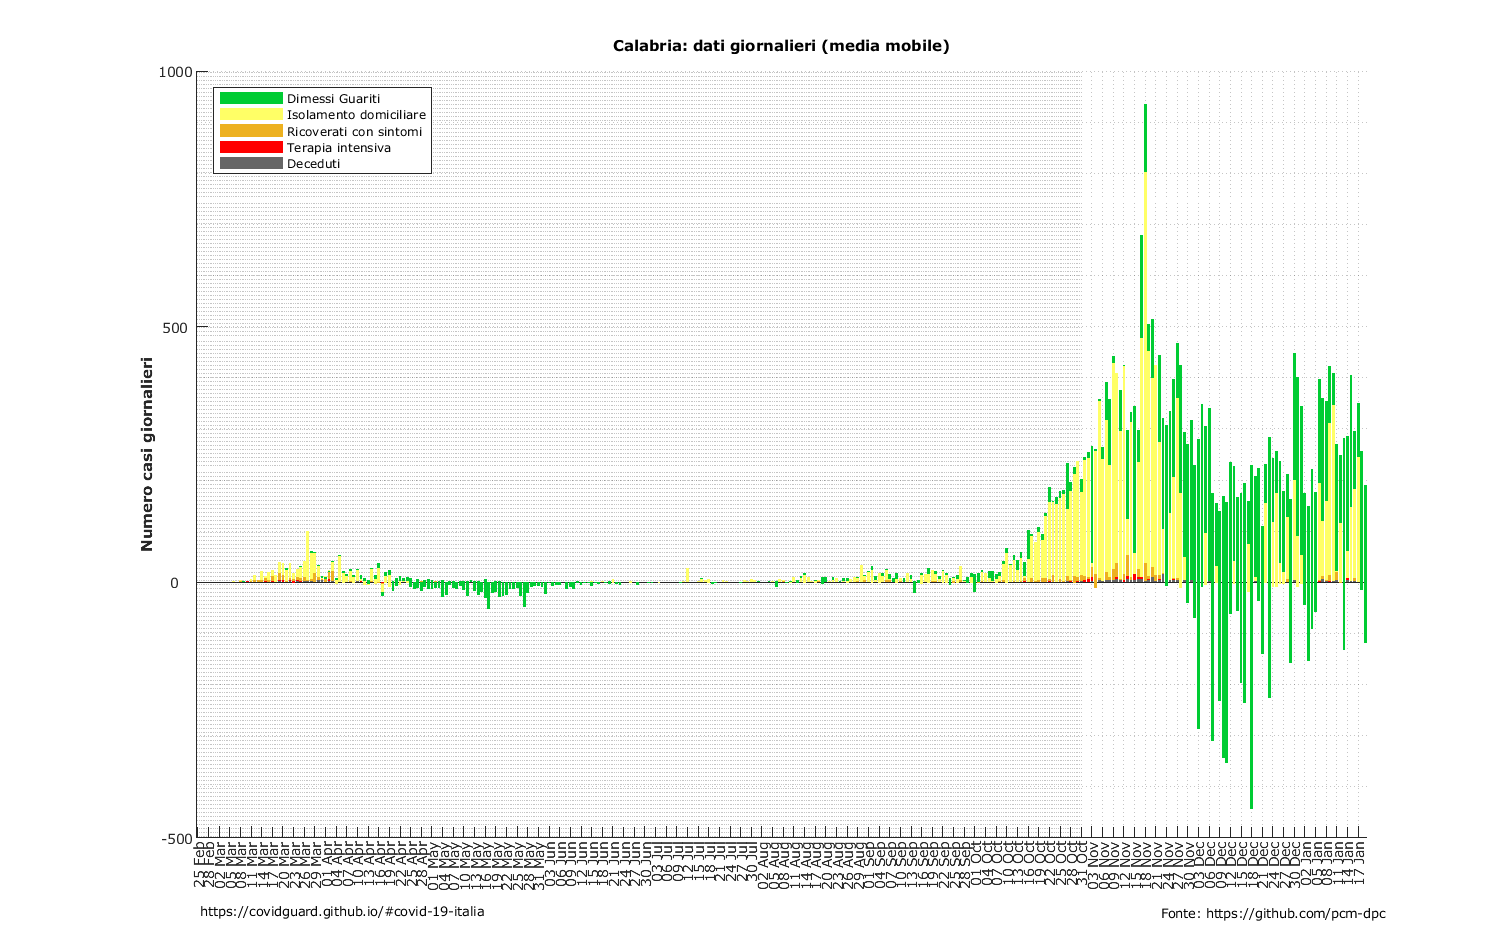 Calabria: dati giornalieri (media mobile)
1000
Dimessi Guariti
Isolamento domiciliare
Ricoverati con sintomi
Terapia intensiva
Deceduti
500
Numero casi giornalieri
0
-500
25 Feb
28 Feb
02 Mar
05 Mar
08 Mar
11 Mar
14 Mar
17 Mar
20 Mar
23 Mar
26 Mar
29 Mar
01 Apr
04 Apr
07 Apr
10 Apr
13 Apr
16 Apr
19 Apr
22 Apr
25 Apr
28 Apr
01 May
04 May
07 May
10 May
13 May
16 May
19 May
22 May
25 May
28 May
31 May
03 Jun
06 Jun
09 Jun
12 Jun
15 Jun
18 Jun
21 Jun
24 Jun
27 Jun
30 Jun
03 Jul
06 Jul
09 Jul
12 Jul
15 Jul
18 Jul
21 Jul
24 Jul
27 Jul
30 Jul
02 Aug
05 Aug
08 Aug
11 Aug
14 Aug
17 Aug
20 Aug
23 Aug
26 Aug
29 Aug
01 Sep
04 Sep
07 Sep
10 Sep
13 Sep
16 Sep
19 Sep
22 Sep
25 Sep
28 Sep
01 Oct
04 Oct
07 Oct
10 Oct
13 Oct
16 Oct
19 Oct
22 Oct
25 Oct
28 Oct
31 Oct
03 Nov
06 Nov
09 Nov
12 Nov
15 Nov
18 Nov
21 Nov
24 Nov
27 Nov
30 Nov
03 Dec
06 Dec
09 Dec
12 Dec
15 Dec
18 Dec
21 Dec
24 Dec
27 Dec
30 Dec
02 Jan
05 Jan
08 Jan
11 Jan
14 Jan
17 Jan
https://covidguard.github.io/#covid-19-italia
Fonte: https://github.com/pcm-dpc